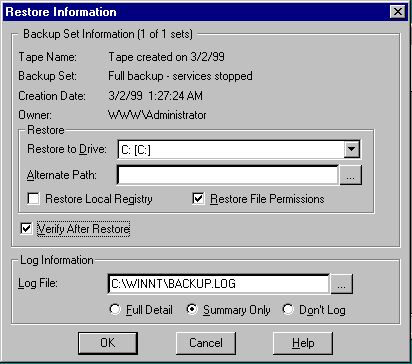 Restore Information
Backup Set Information (1 of 1 sets)
Tape Name: Tape created on 3/2/99
Backup Set: Full backup - services stopped
Creation Date: 3/2/99 1:27:24 AM
Owner: WWW\Administrator
Restore
Restore to Drive: C: [C:]
Alternate Path: ...
Restore Local Registry Restore File Permissions
Verify After Restore
Log Information
Log File: C:\WINNT\BACKUP.LOG ...
Full Detail Summary Only Don't Log
OK Cancel Help